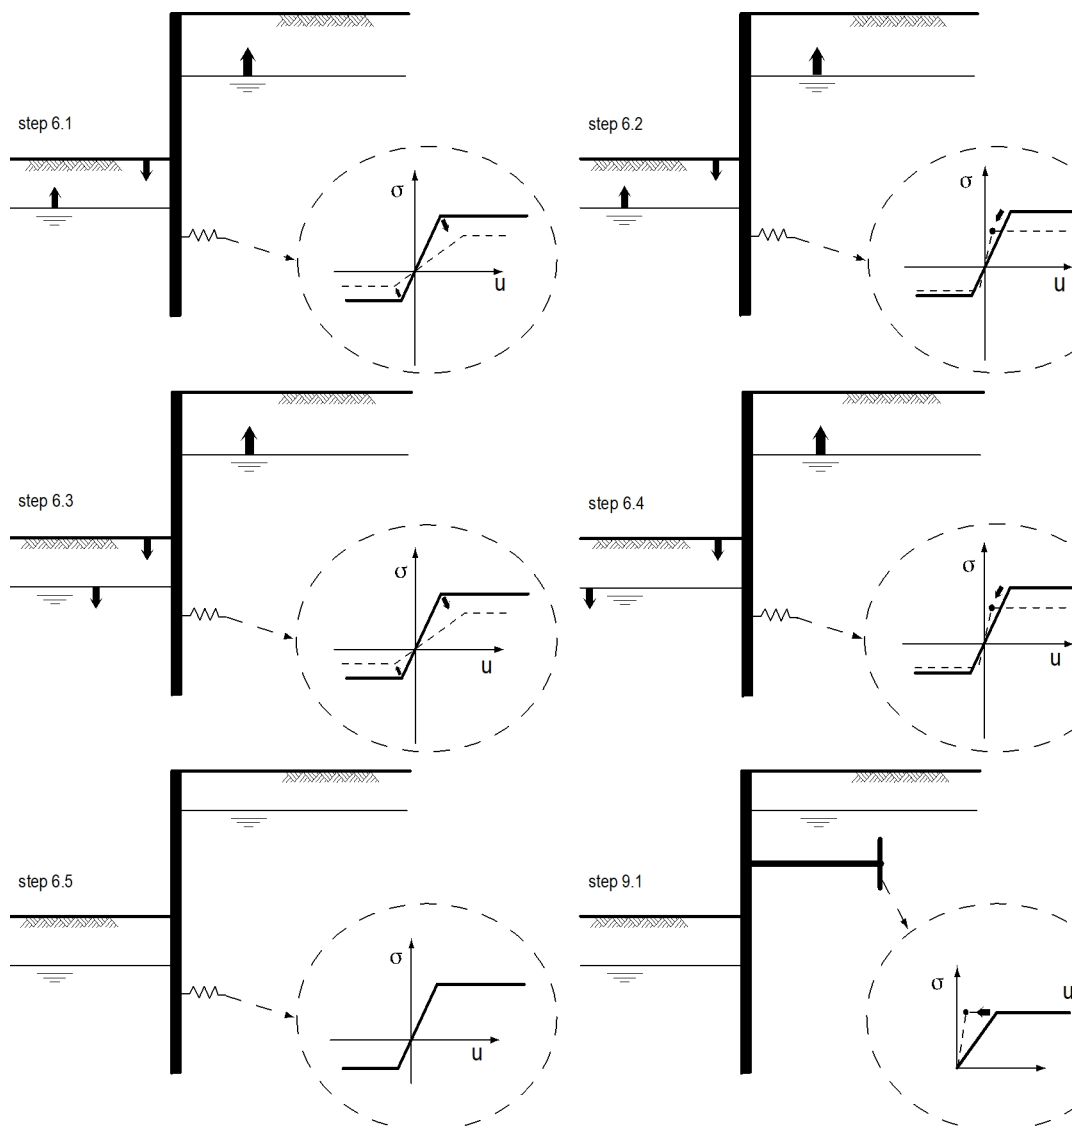 step 6.1
σ
u
step 6.2
σ
u
step 6.3
σ
u
step 6.4
σ
u
step 6.5
σ
u
step 9.1
σ
u